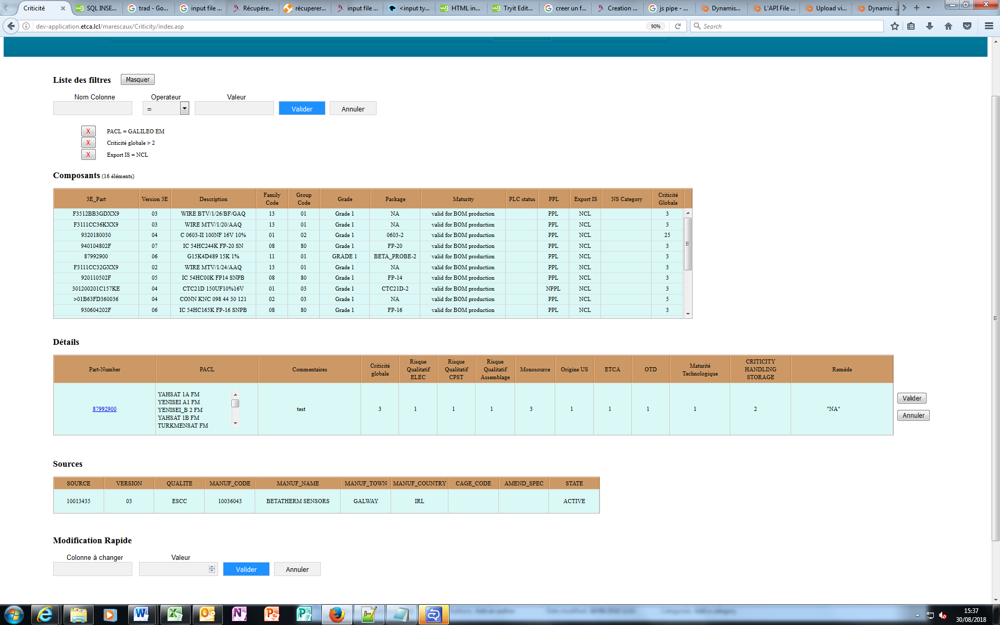 Criticité
SQL INSE...
trad - Go...
input file ...
Récupére...
récuperer...
input file ...
<input ty...
HTML in...
Tryit Edit...
creer un f...
Creation ...
js pipe - ...
Dynamis...
L'API File ...
Upload vi...
Dynamic ...
dev-application.etca.lcl/marescaux/Criticity/index.asp
90%
Search
Liste des filtres
Masquer
Nom Colonne Operateur Valeur
= Valider Annuler
X PACL = GALILEO EM
X Criticité globale > 2
X Export IS = NCL
Composants (16 éléments)
3E_Part Version 3E Description Family Code Group Code Grade Package Maturity PLC status PPL Export IS NS Category Criticité Globale
F3512BB3GDXX9 03 WIRE BTV/1/26/BF/GAQ 13 01 Grade 1 NA valid for BOM production PPL NCL 3
F3111CC36KXX9 03 WIRE MTV/1/20/AAQ 13 01 Grade 1 NA valid for BOM production PPL NCL 3
9320180030 04 C 0603-II 100NF 16V 10% 01 02 Grade 1 0603-2 valid for BOM production PPL NCL 25
940104802F 07 IC 54HC244K FP-20 SN 08 80 Grade 1 FP-20 valid for BOM production PPL NCL 3
87992900 06 G15K4D489 15K 1% 11 01 GRADE 1 BETA_PROBE-2 valid for BOM production PPL NCL 3
F3111CC32GXX9 02 WIRE MTV/1/24/AAQ 13 01 Grade 1 NA valid for BOM production PPL NCL 3
920110502F 05 IC 54HC00K FP14 SNPB 08 80 Grade 1 FP-14 valid for BOM production PPL NCL 3
301200201C157KE 04 CTC21D 150UF10%16V 01 03 Grade 1 CTC21D-2 valid for BOM production NPPL NCL 3
>01B63FD360036 04 CONN KNC 098 44 30 121 02 03 Grade 1 NA valid for BOM production PPL NCL 5
930604202F 06 IC 54HC165K FP-16 SNPB 08 80 Grade 1 FP-16 valid for BOM production PPL NCL 3
Détails
Part-Number PACL Commentaires Criticité globale Risque Qualitatif ELEC Risque Qualitatif CPST Risque Qualitatif Assemblage Monosource Origine US ETCA OTD Maturité Technologique CRITICITY HANDLING STORAGE Remède
YAHSAT 1A FM
YENISEI A1 FM
87992900 YENISEI_B 2 FM test 3 1 1 1 3 1 1 1 1 2 "NA"
YAHSAT 1B FM
TURKMENSAT FM
Valider
Annuler
Sources
SOURCE VERSION QUALITE MANUF_CODE MANUF_NAME MANUF_TOWN MANUF_COUNTRY CAGE_CODE AMEND_SPEC STATE
10013435 03 ESCC 10036043 BETATHERM SENSORS GALWAY IRL ACTIVE
Modification Rapide
Colonne à changer Valeur
Valider Annuler
15:37
30/08/2018